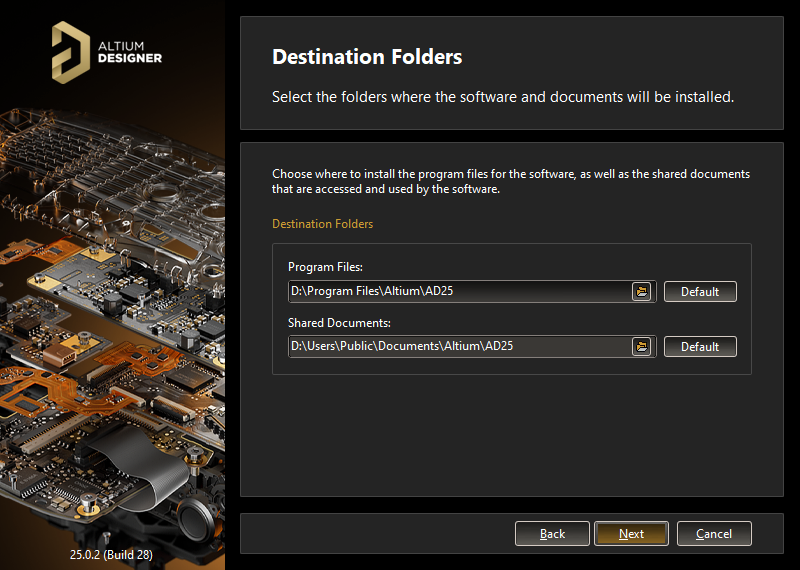 ALTIUM
DESIGNER
Destination Folders
Select the folders where the software and documents will be installed.
Choose where to install the program files for the software, as well as the shared documents
that are accessed and used by the software.
Destination Folders
Program Files:
D:\Program Files\Altium\AD25
Default
Shared Documents:
D:\Users\Public\Documents\Altium\AD25
Default
Back
Next
Cancel
25.0.2 (Build 28)